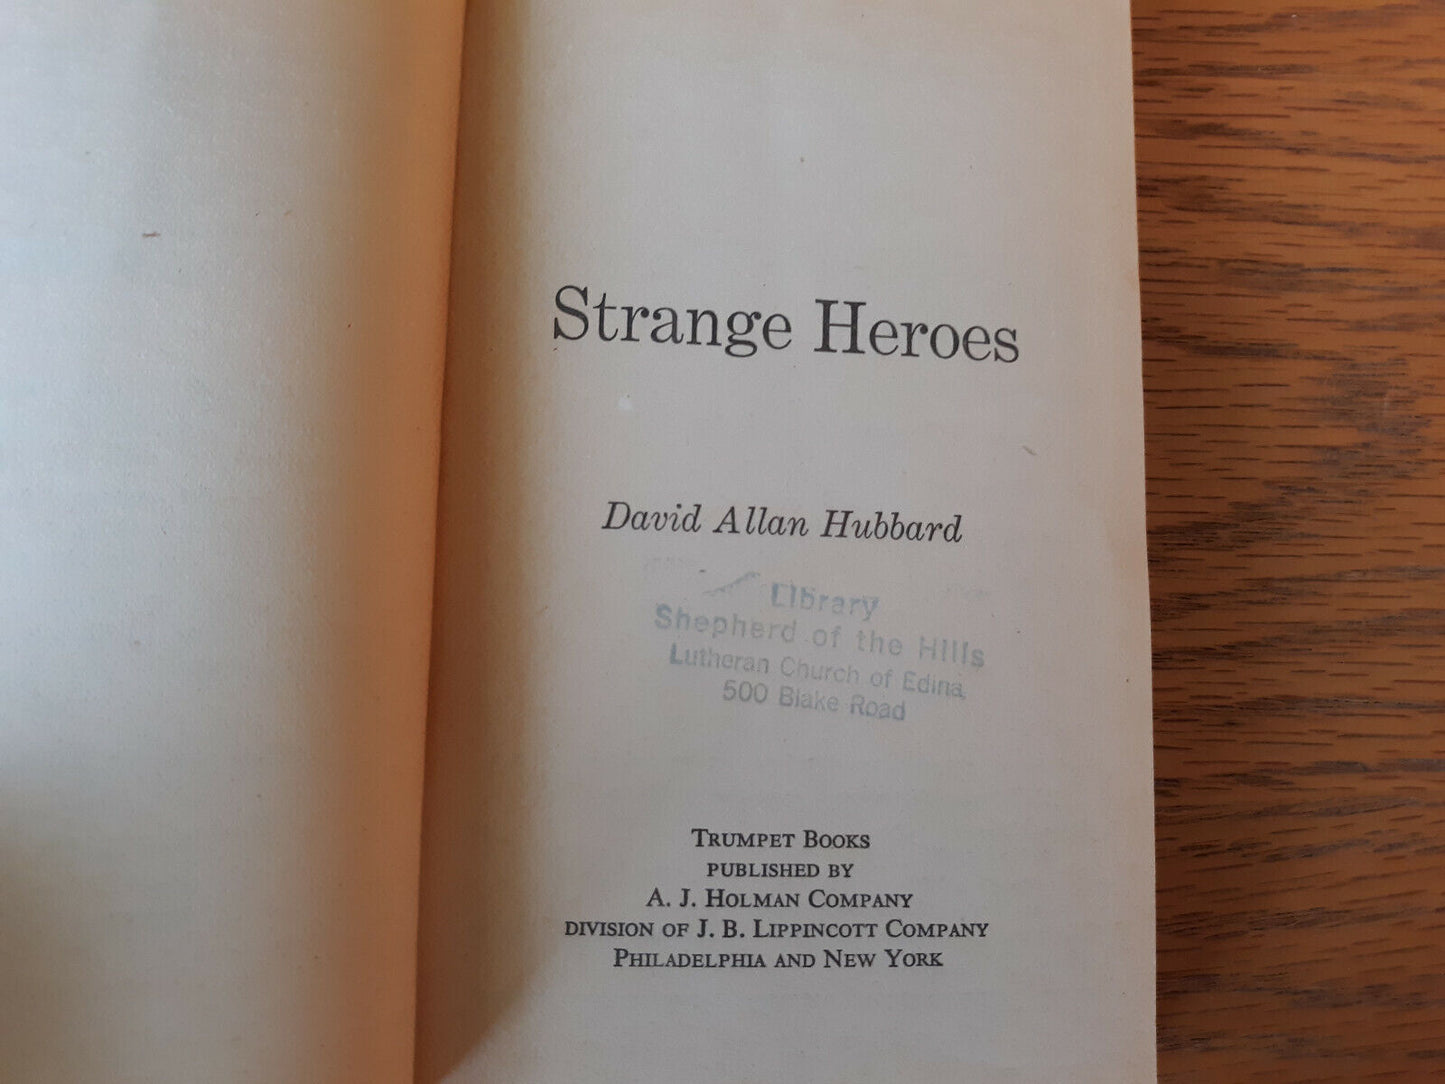 Strange Heroes
David Allan Hubbard
Library
Shepherd of the Hills
Lutheran Church of Edina,
500 Blake Road
TRUMPET BOOKS
PUBLISHED BY
A. J. HOLMAN COMPANY
DIVISION OF J. B. LIPPINCOTT COMPANY
PHILADELPHIA AND NEW YORK